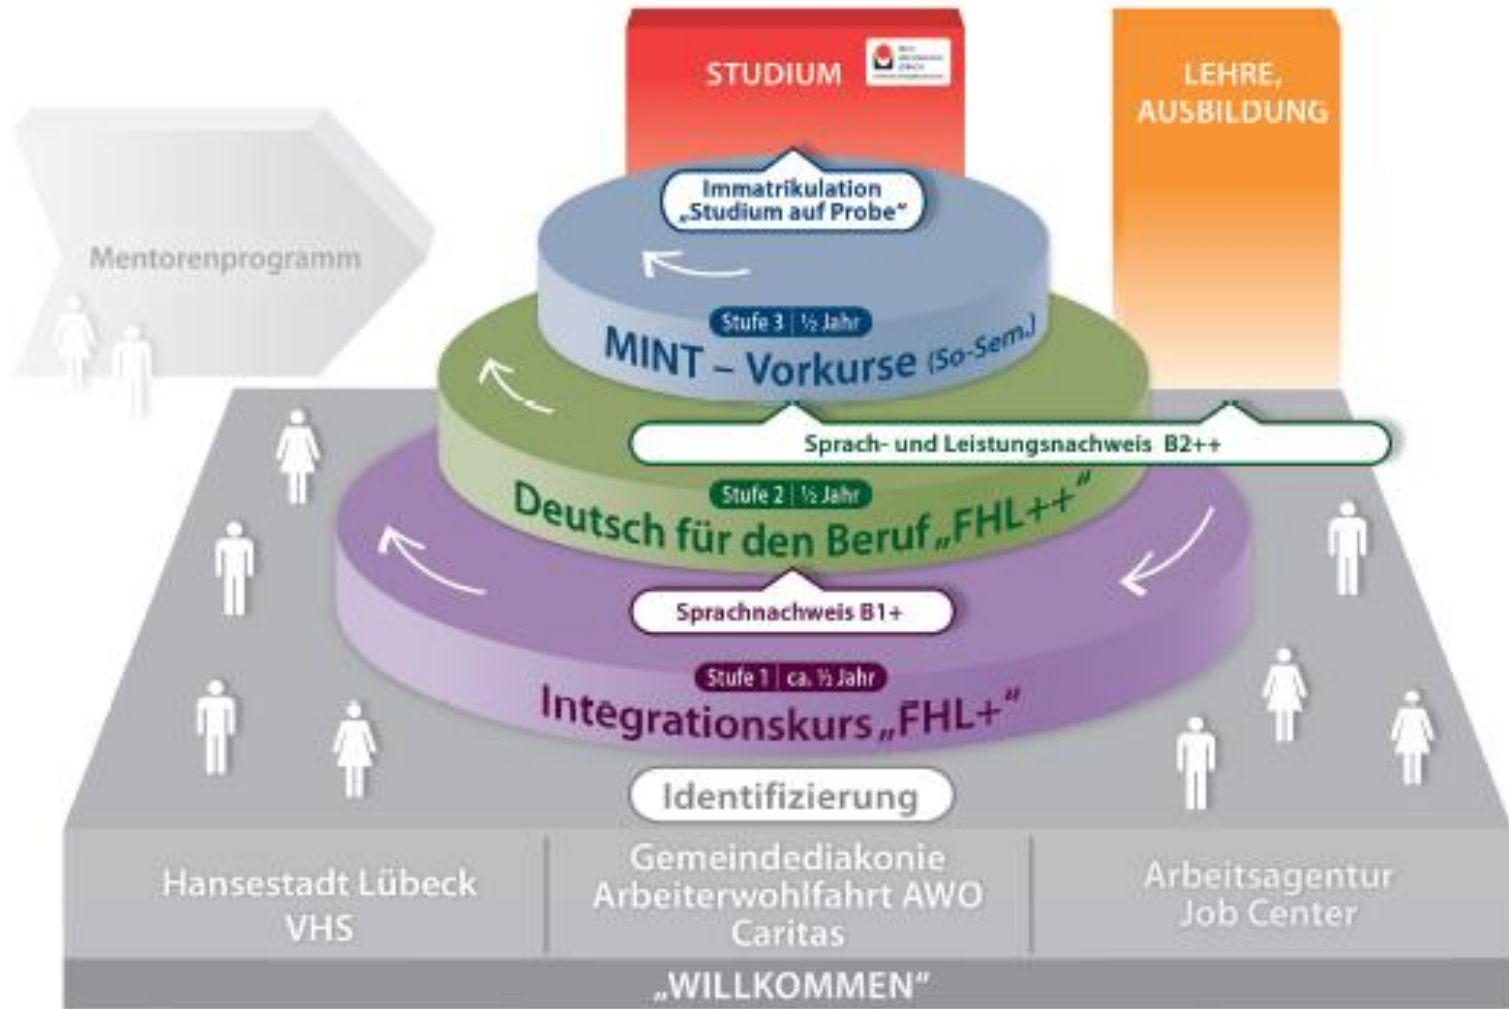 STUDIUM
LEHRE,
AUSBILDUNG
Mentorenprogramm
Immatrikulation
„Studium auf Probe“
Stufe 3 | ½ Jahr
MINT – Vorkurse (So-Sem.)
Sprach- und Leistungsnachweis B2++
Stufe 2 | ½ Jahr
Deutsch für den Beruf „FHL++“
Sprachnachweis B1+
Stufe 1 | ca. ½ Jahr
Integrationskurs „FHL+“
Identifizierung
Hansestadt Lübeck
VHS
Gemeindediakonie
Arbeiterwohlfahrt AWO
Caritas
Arbeitsagentur
Job Center
„WILLKOMMEN“